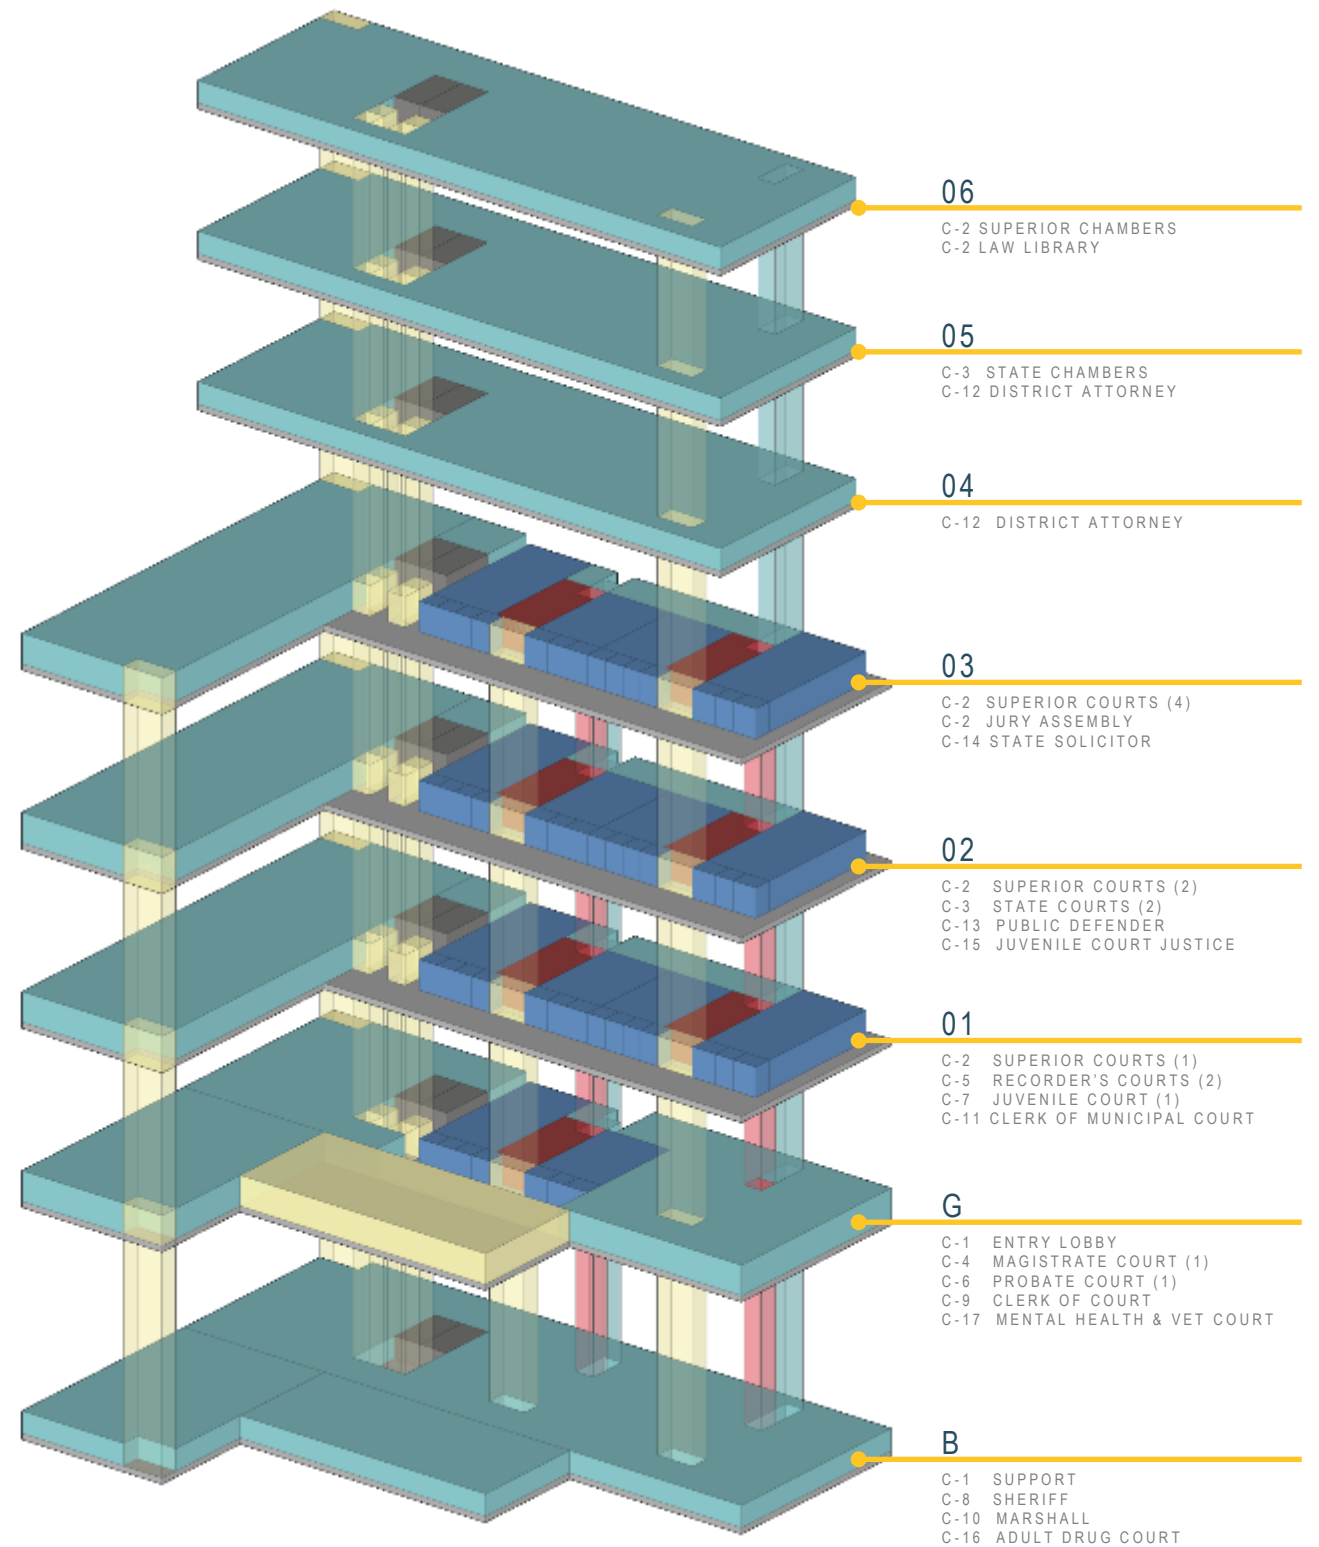 06
C-2 SUPERIOR CHAMBERS
C-2 LAW LIBRARY
05
C-3 STATE CHAMBERS
C-12 DISTRICT ATTORNEY
04
C-12 DISTRICT ATTORNEY
03
C-2 SUPERIOR COURTS (4)
C-2 JURY ASSEMBLY
C-14 STATE SOLICITOR
02
C-2 SUPERIOR COURTS (2)
C-3 STATE COURTS (2)
C-13 PUBLIC DEFENDER
C-15 JUVENILE COURT JUSTICE
01
C-2 SUPERIOR COURTS (1)
C-5 RECORDER'S COURTS (2)
C-7 JUVENILE COURT (1)
C-11 CLERK OF MUNICIPAL COURT
G
C-1 ENTRY LOBBY
C-4 MAGISTRATE COURT (1)
C-6 PROBATE COURT (1)
C-9 CLERK OF COURT
C-17 MENTAL HEALTH & VET COURT
B
C-1 SUPPORT
C-8 SHERIFF
C-10 MARSHALL
C-16 ADULT DRUG COURT